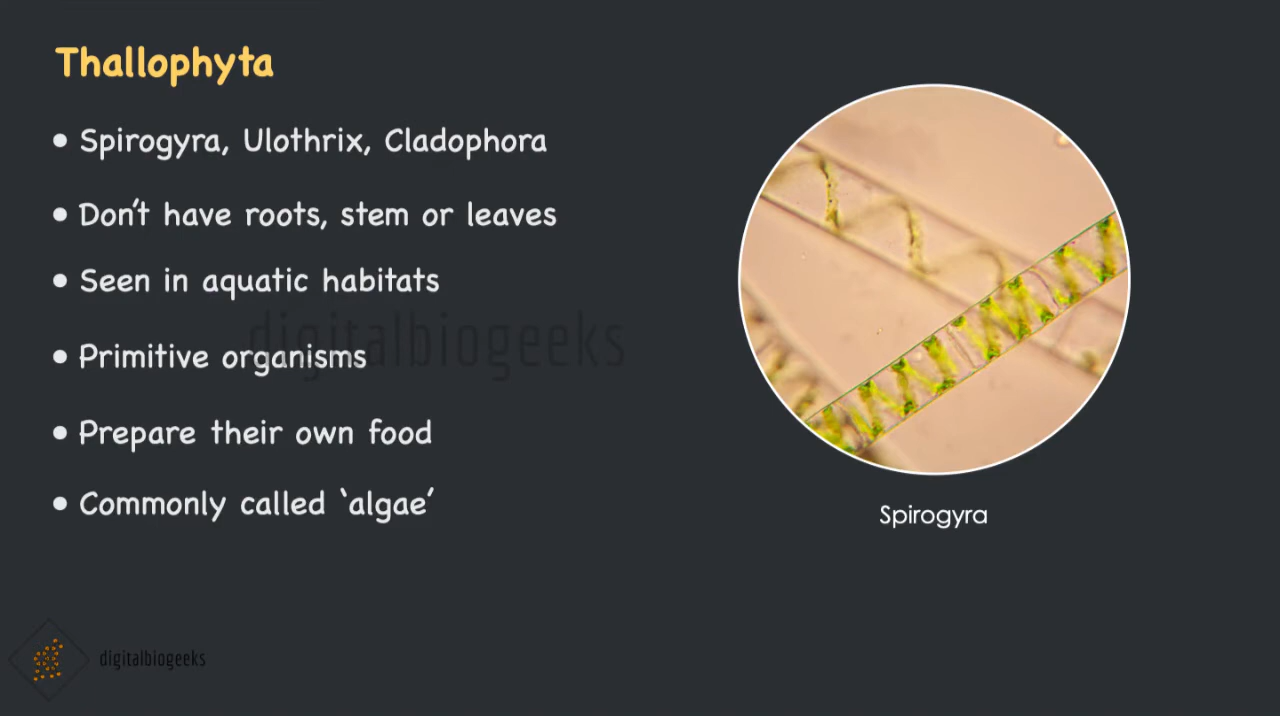 Thallophyta
• Spirogyra, Ulothrix, Cladophora
• Don't have roots, stem or leaves
• Seen in aquatic habitats
• Primitive organisms
• Prepare their own food
• Commonly called ‘algae’
Spirogyra
digitalbiogeeks
digitalbiogeeks